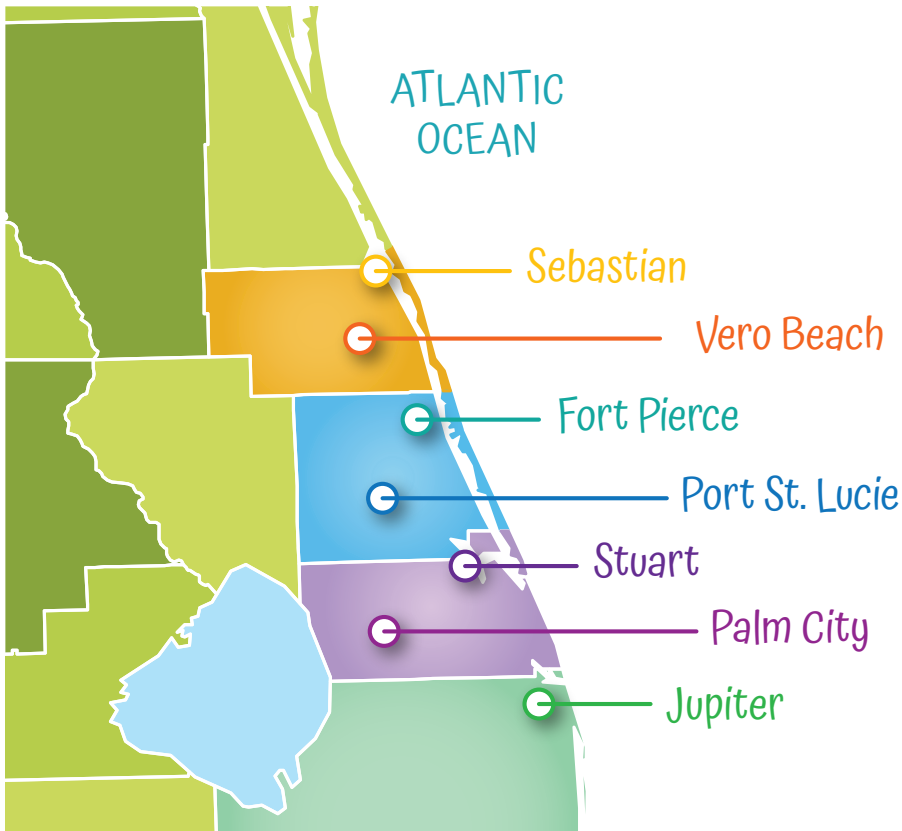 ATLANTIC
OCEAN
Sebastian
Vero Beach
Fort Pierce
Port St. Lucie
Stuart
Palm City
Jupiter